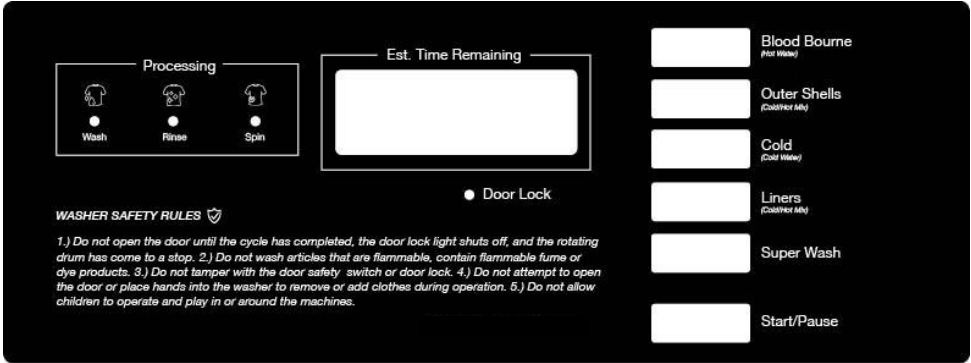 Processing
Wash
Rinse
Spin
Est. Time Remaining
Door Lock
WASHER SAFETY RULES
1.) Do not open the door until the cycle has completed, the door lock light shuts off, and the rotating
drum has come to a stop. 2.) Do not wash articles that are flammable, contain flammable fume or
dye products. 3.) Do not tamper with the door safety switch or door lock. 4.) Do not attempt to open
the door or place hands into the washer to remove or add clothes during operation. 5.) Do not allow
children to operate and play in or around the machines.
Blood Bourne
(Hot Water)
Outer Shells
(Cold/Hot Mix)
Cold
(Cold Water)
Liners
(Cold/Hot Mix)
Super Wash
Start/Pause